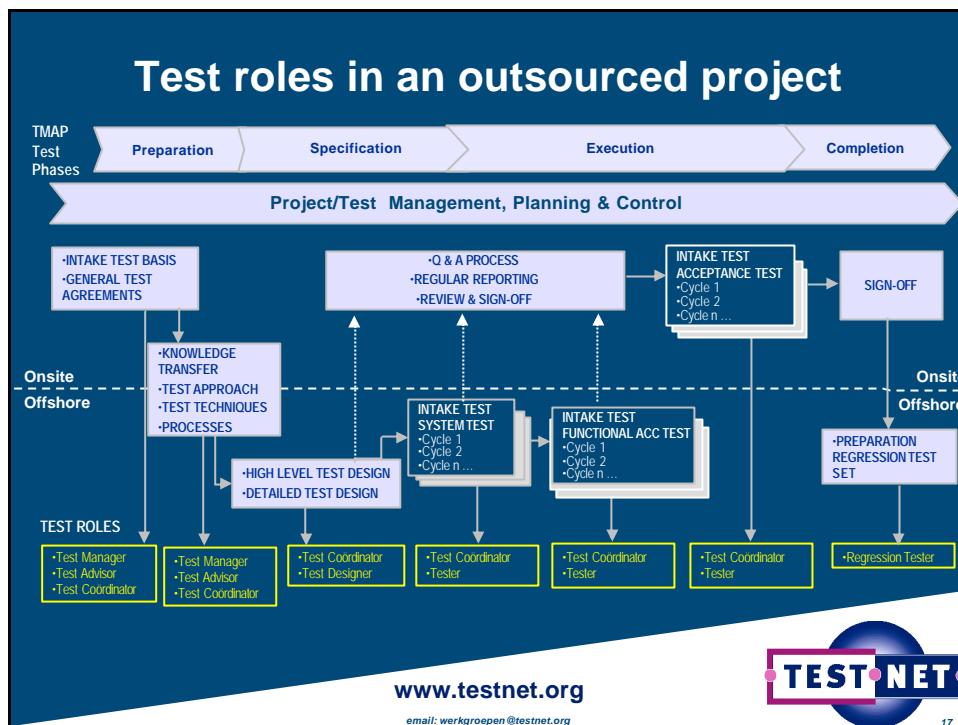 Test roles in an outsourced project
TMAP
Test
Phases
Preparation
Specification
Execution
Completion
Project/Test Management, Planning & Control
•INTAKE TEST BASIS
•GENERAL TEST
AGREEMENTS
•Q & A PROCESS
•REGULAR REPORTING
•REVIEW & SIGN-OFF
INTAKE TEST
ACCEPTANCE TEST
•Cycle 1
•Cycle 2
•Cycle n ...
SIGN-OFF
•KNOWLEDGE
TRANSFER
•TEST APPROACH
•TEST TECHNIQUES
•PROCESSES
Onsite
Offshore
Onsite
Offshore
•HIGH LEVEL TEST DESIGN
•DETAILED TEST DESIGN
INTAKE TEST
SYSTEM TEST
•Cycle 1
•Cycle 2
•Cycle n ...
INTAKE TEST
FUNCTIONAL ACC TEST
•Cycle 1
•Cycle 2
•Cycle n ...
•PREPARATION
REGRESSION TEST
SET
TEST ROLES
•Test Manager
•Test Advisor
•Test Coördinator
•Test Manager
•Test Advisor
•Test Coördinator
•Test Coördinator
•Test Designer
•Test Coördinator
•Tester
•Test Coördinator
•Tester
•Test Coördinator
•Tester
•Regression Tester
TEST NET
www.testnet.org
email: werkgroepen@testnet.org
17